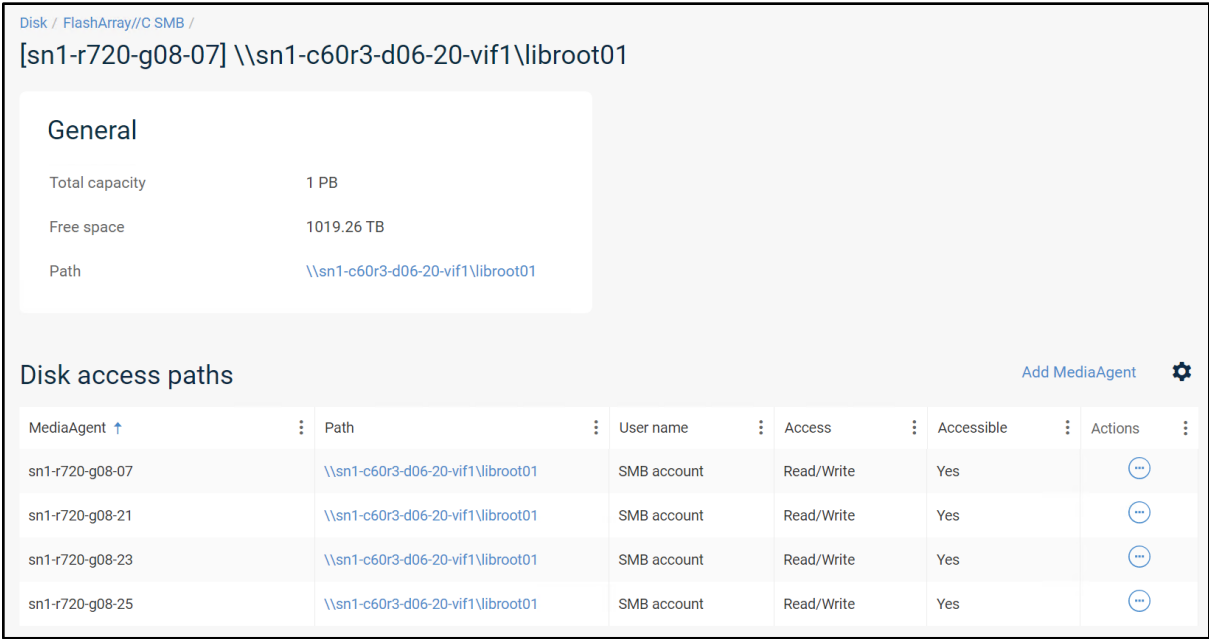 Disk / FlashArray//C SMB /
[sn1-r720-g08-07] \\sn1-c60r3-d06-20-vif1\libroot01
General
Total capacity 1 PB
Free space 1019.26 TB
Path \\sn1-c60r3-d06-20-vif1\libroot01
Disk access paths Add MediaAgent
MediaAgent ↑ Path User name Access Accessible Actions
sn1-r720-g08-07 \\sn1-c60r3-d06-20-vif1\libroot01 SMB account Read/Write Yes
sn1-r720-g08-21 \\sn1-c60r3-d06-20-vif1\libroot01 SMB account Read/Write Yes
sn1-r720-g08-23 \\sn1-c60r3-d06-20-vif1\libroot01 SMB account Read/Write Yes
sn1-r720-g08-25 \\sn1-c60r3-d06-20-vif1\libroot01 SMB account Read/Write Yes